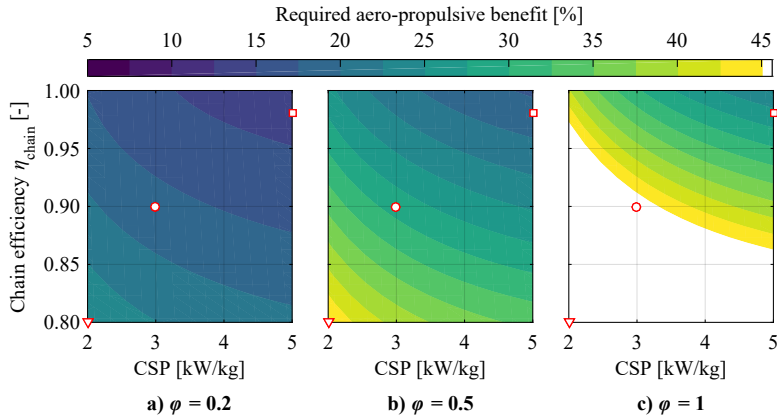 Required aero-propulsive benefit [%]
5 10 15 20 25 30 35 40 45
Chain efficiency η_chain [-]
1.00
0.95
0.90
0.85
0.80
2 3 4 5 2 3 4 5 2 3 4 5
CSP [kW/kg] CSP [kW/kg] CSP [kW/kg]
a) φ = 0.2 b) φ = 0.5 c) φ = 1